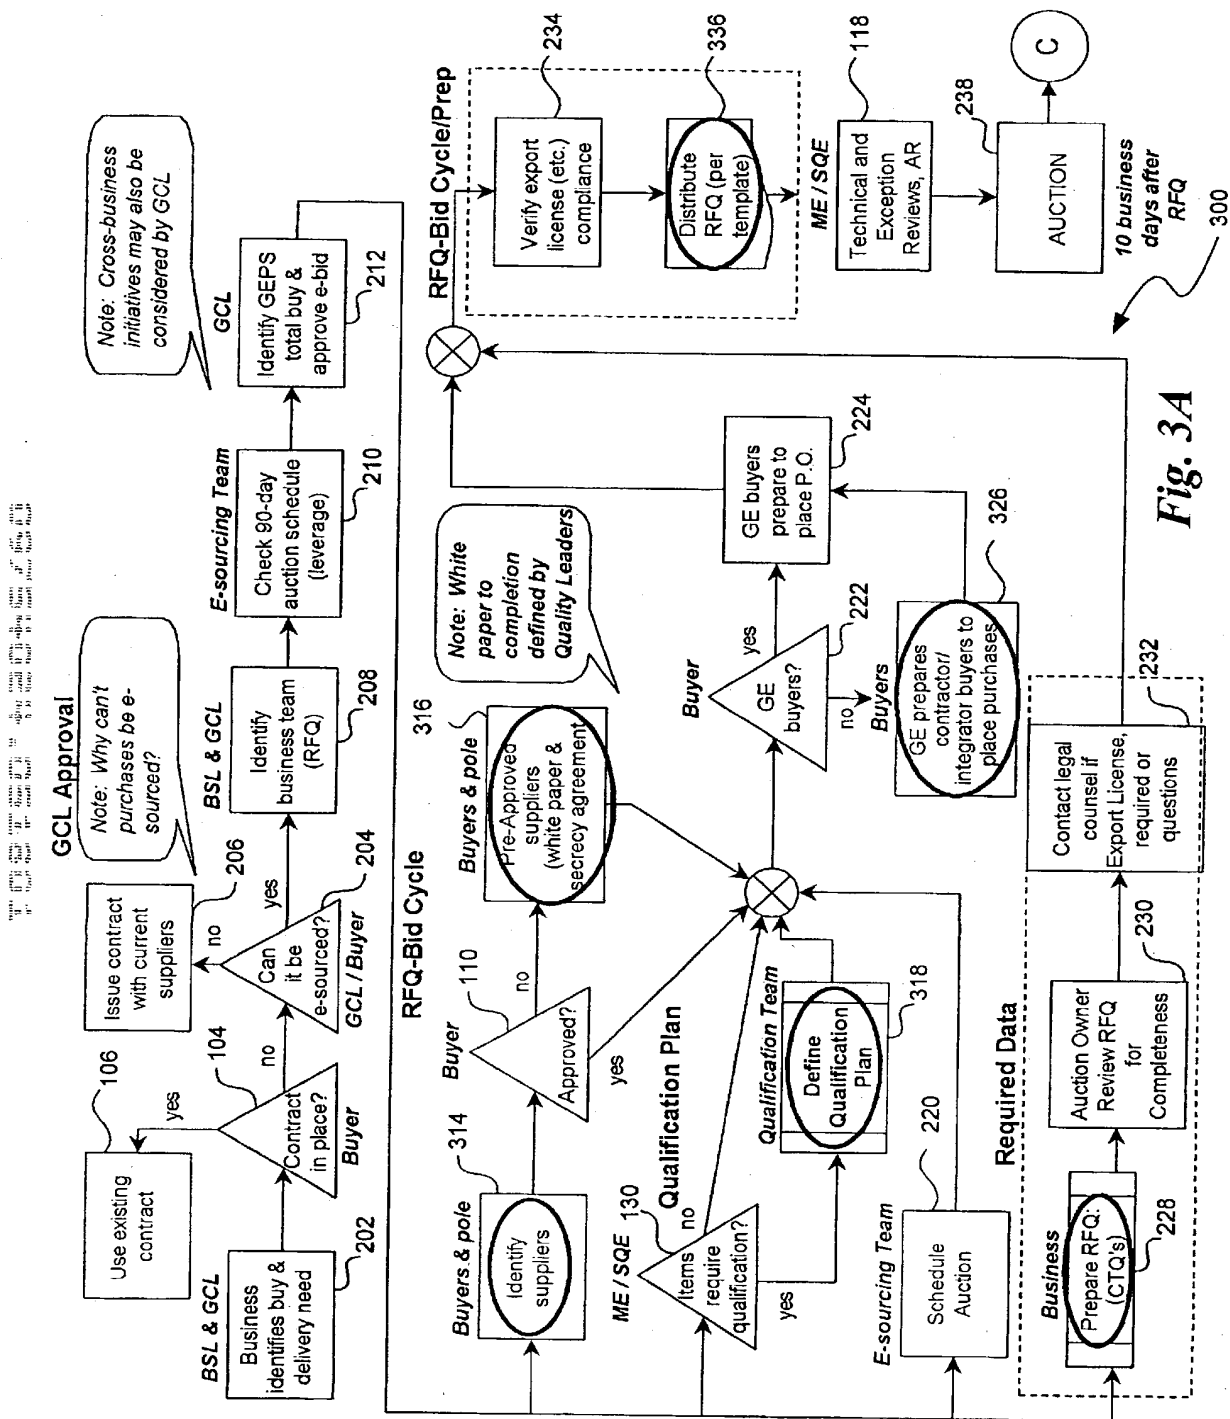 GCL Approval
Note: Why can't
purchases be e-
sourced?
Note: Cross-business
initiatives may also be
considered by GCL
106
Use existing
contract
yes
104
Contract
in place?
Buyer
no
BSL & GCL
Business
identifies buy &
delivery need
202
Issue contract
with current
suppliers
206
no
yes
Can
it be
e-sourced?
204
GCL / Buyer
BSL & GCL
Identify
business team
(RFQ)
208
E-sourcing Team
Check 90-day
auction schedule
(leverage)
210
GCL
Identify GEPS
total buy &
approve e-bid
212
RFQ-Bid Cycle
Buyers & pole
314
Identify
suppliers
Buyer
110
Approved?
no
yes
Buyers & pole
316
Pre-Approved
suppliers
(white paper &
secrecy agreement
Note: White
paper to
completion
defined by
Quality Leaders
Qualification Plan
ME / SQE
130
Items
require
qualification?
no
yes
Qualification Team
Define
Qualification
Plan
318
E-sourcing Team
220
Schedule
Auction
Buyer
GE
buyers?
222
yes
no
GE buyers
prepare to
place P.O.
224
Buyers
GE prepares
contractor/
integrator buyers to
place purchases
326
Required Data
Business
Prepare RFQ:
(CTQ's)
228
Auction Owner
Review RFQ
for
Completeness
230
Contact legal
counsel if
Export License,
required or
questions
232
RFQ-Bid Cycle/Prep
234
Verify export
license (etc.)
compliance
336
Distribute
RFQ (per
template)
ME / SQE
118
Technical and
Exception
Reviews, AR
238
AUCTION
10 business
days after
RFQ
C
300
Fig. 3A